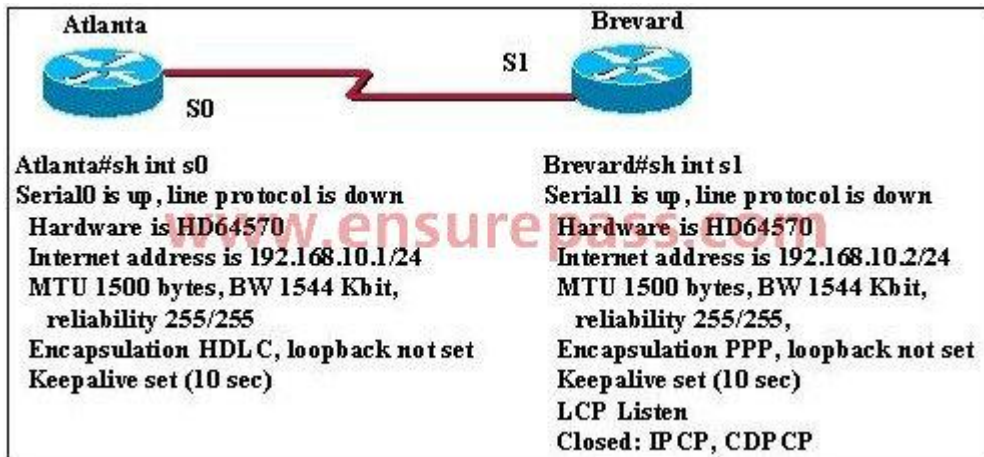 Atlanta
Brevard
S1
S0
Atlanta#sh int s0
Serial0 is up, line protocol is down
Hardware is HD64570
Internet address is 192.168.10.1/24
MTU 1500 bytes, BW 1544 Kbit,
reliability 255/255
Encapsulation HDLC, loopback not set
Keepalive set (10 sec)
Brevard#sh int s1
Serial1 is up, line protocol is down
Hardware is HD64570
Internet address is 192.168.10.2/24
MTU 1500 bytes, BW 1544 Kbit,
reliability 255/255,
Encapsulation PPP, loopback not set
Keepalive set (10 sec)
LCP Listen
Closed: IPCP, CDPCP
www.ensurepass.com